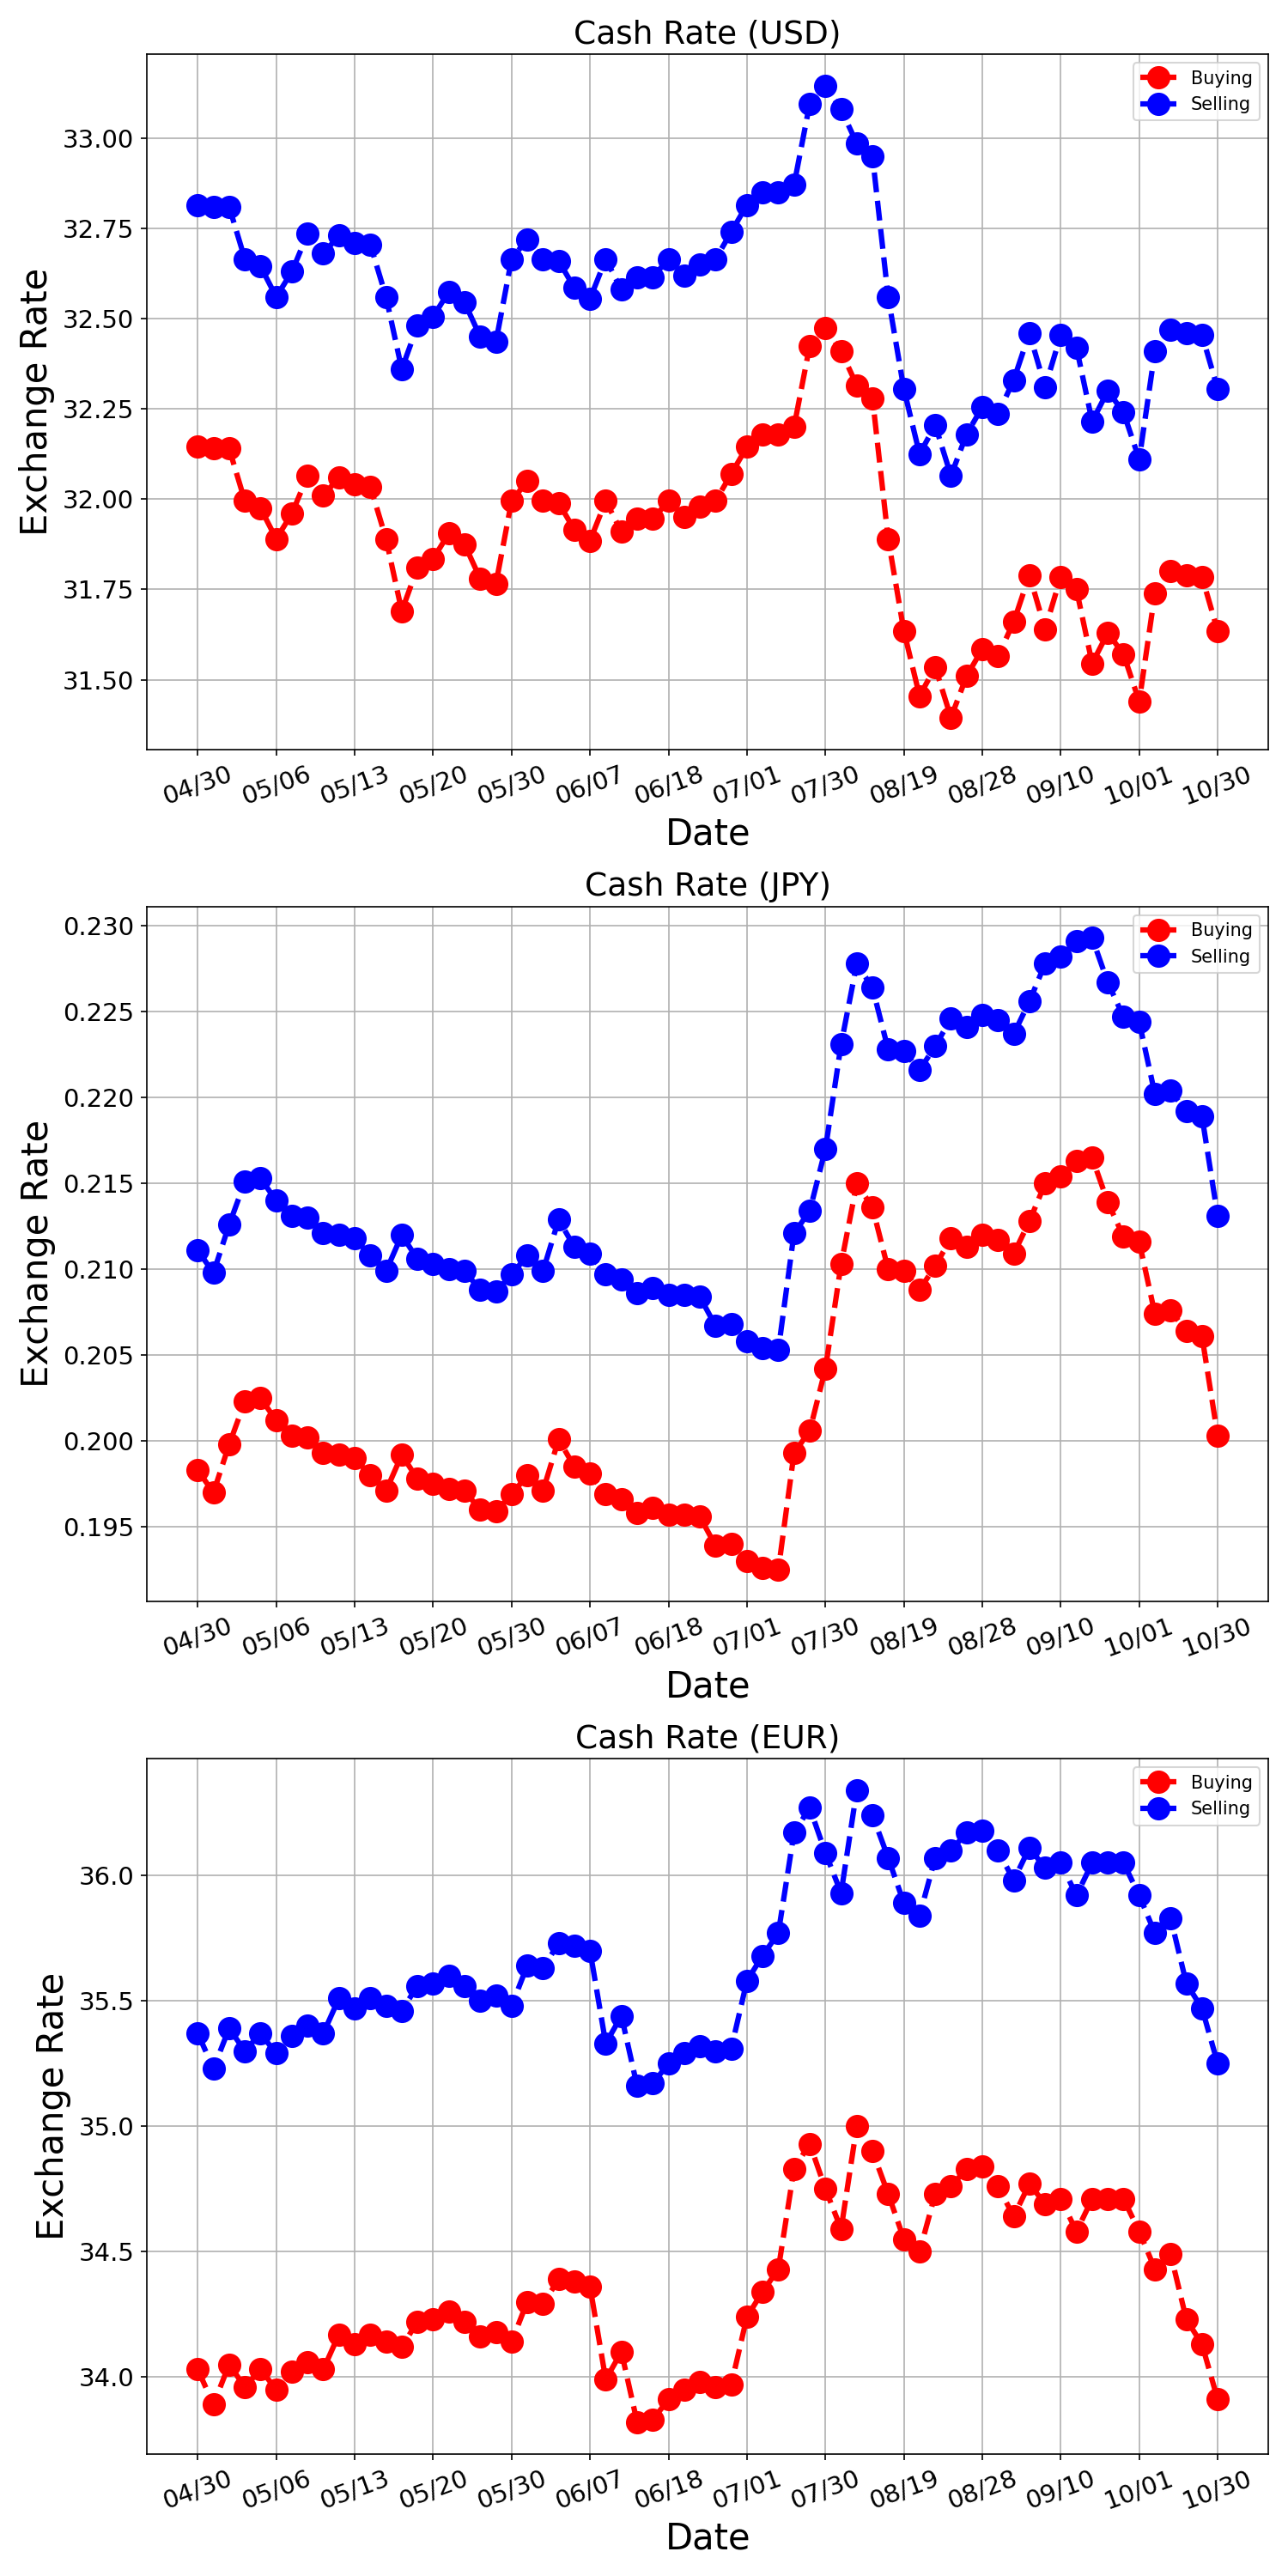 Cash Rate (USD)
Buying
Selling
Exchange Rate
33.00
32.75
32.50
32.25
32.00
31.75
31.50
04/30 05/06 05/13 05/20 05/30 06/07 06/18 07/01 07/30 08/19 08/28 09/10 10/01 10/30
Date
Cash Rate (JPY)
Buying
Selling
Exchange Rate
0.230
0.225
0.220
0.215
0.210
0.205
0.200
0.195
04/30 05/06 05/13 05/20 05/30 06/07 06/18 07/01 07/30 08/19 08/28 09/10 10/01 10/30
Date
Cash Rate (EUR)
Buying
Selling
Exchange Rate
36.0
35.5
35.0
34.5
34.0
04/30 05/06 05/13 05/20 05/30 06/07 06/18 07/01 07/30 08/19 08/28 09/10 10/01 10/30
Date